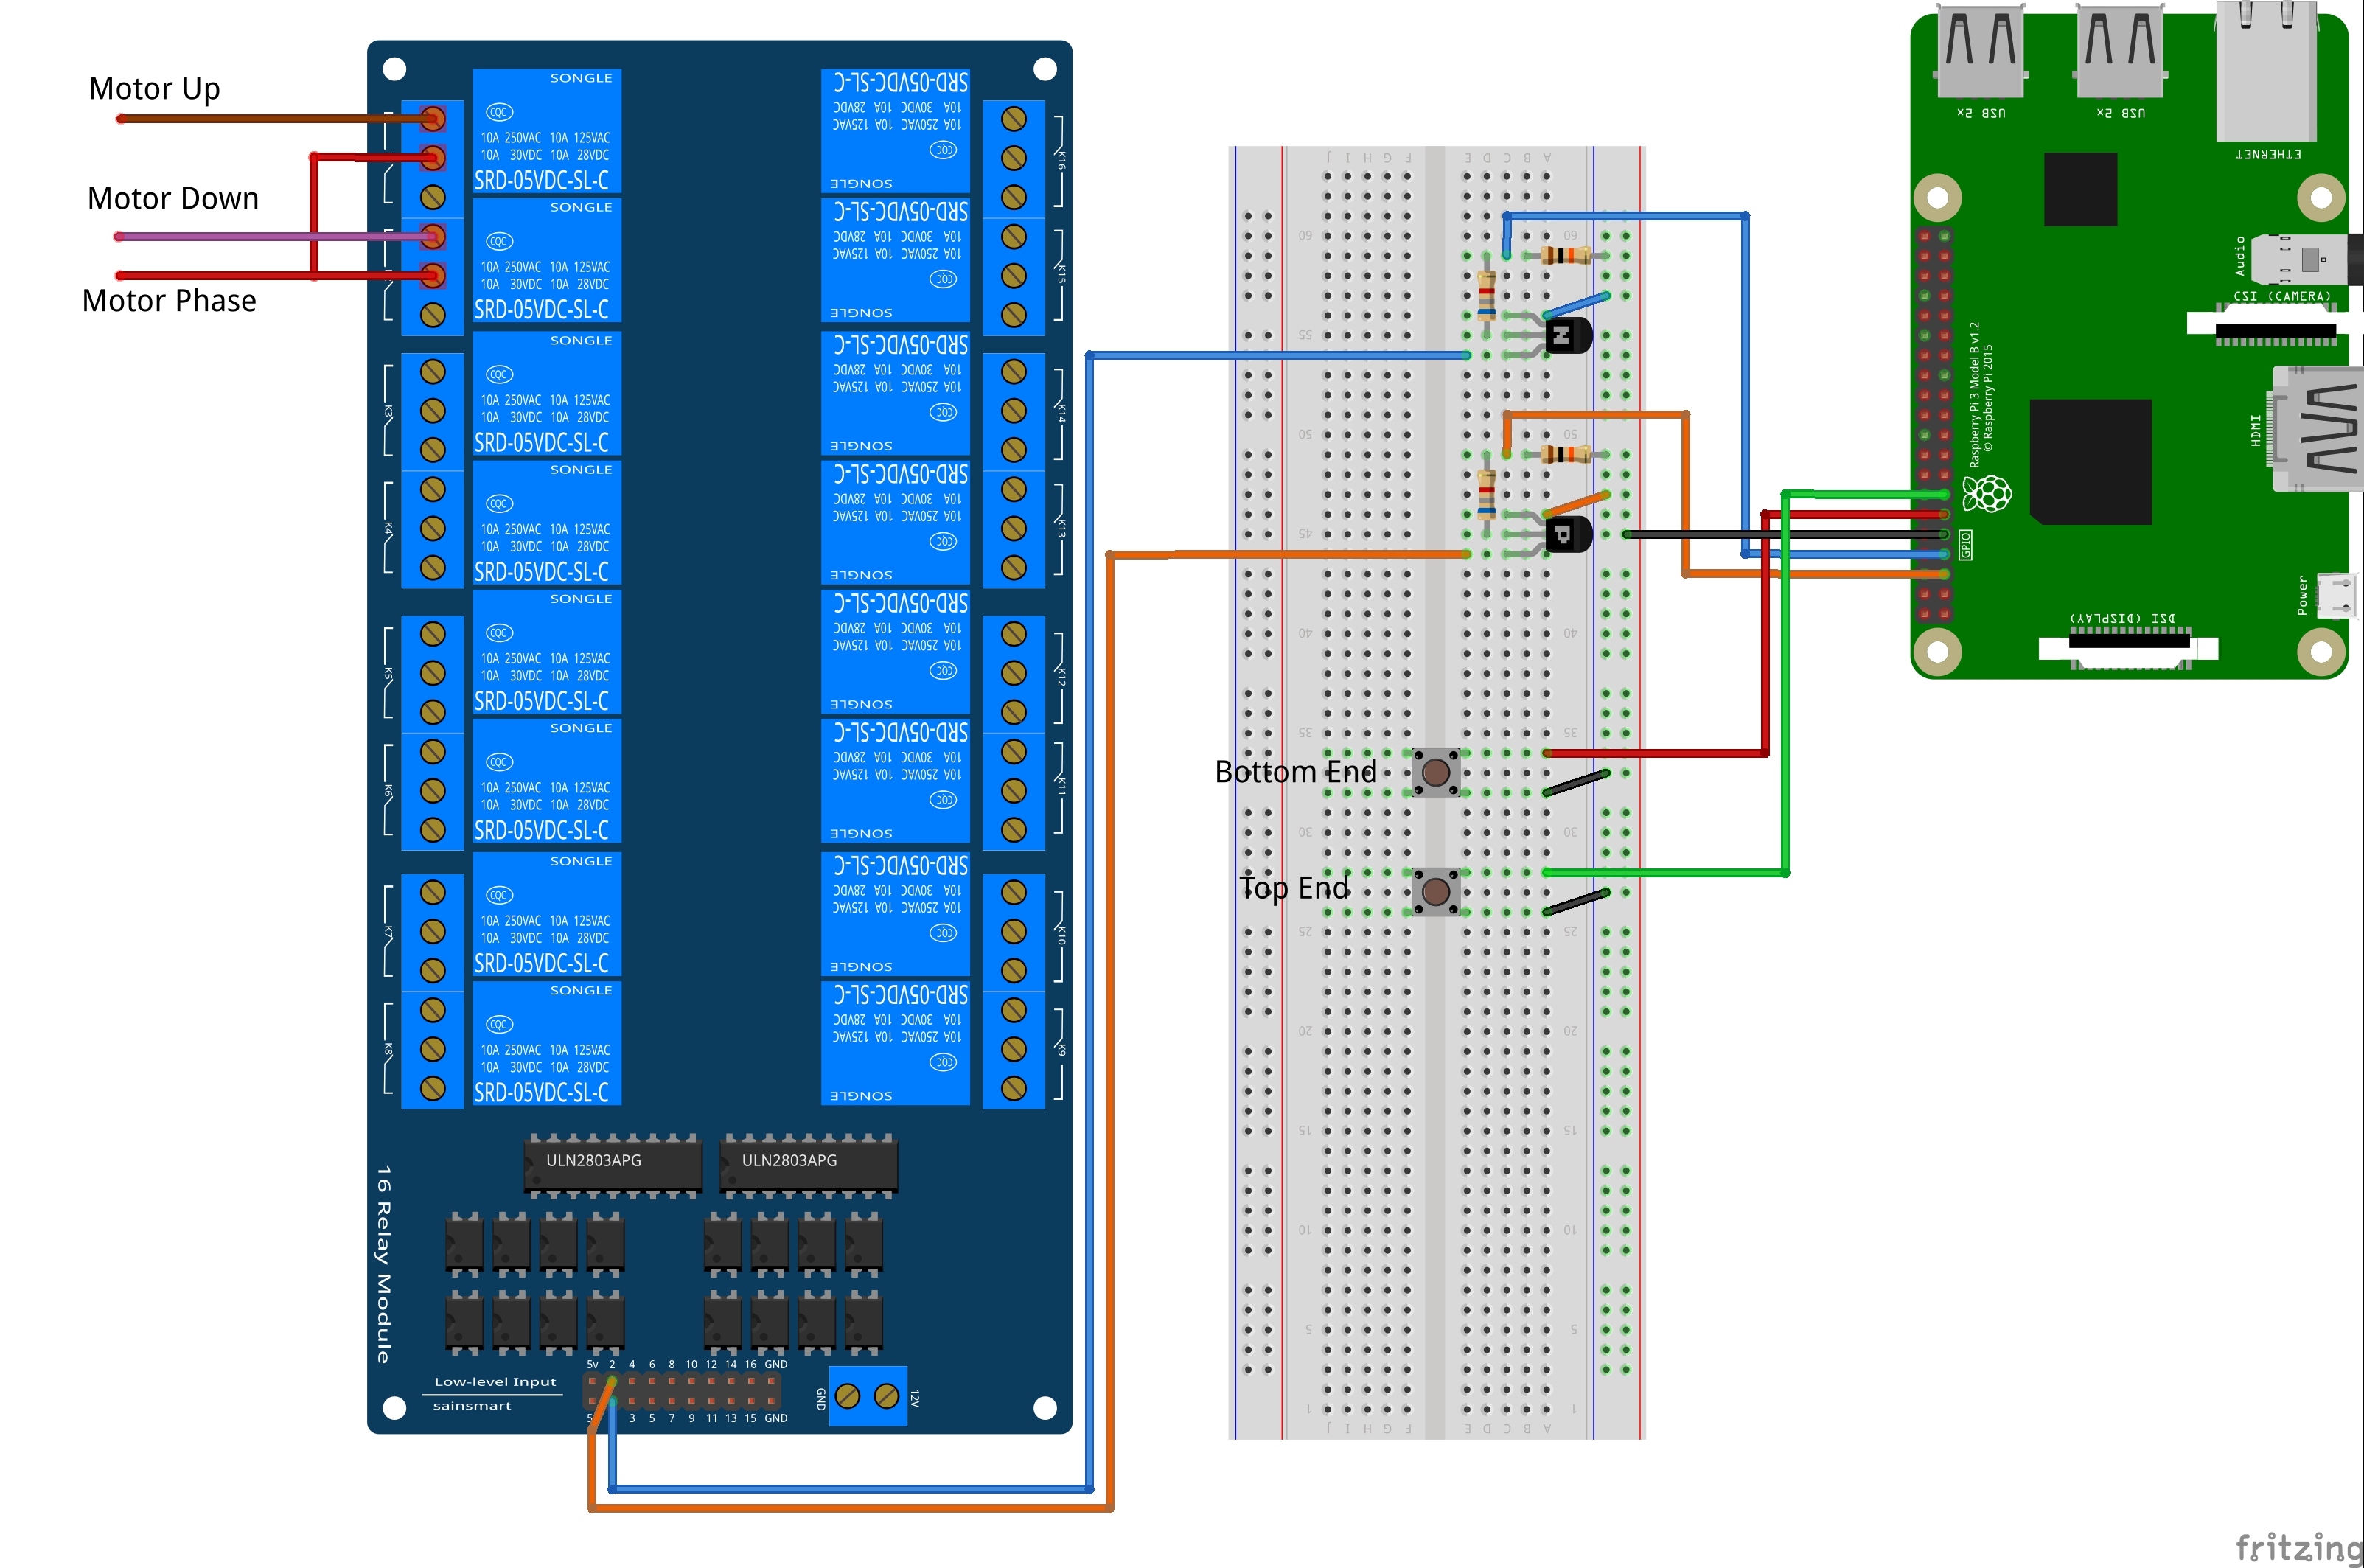 Motor Up
Motor Down
Motor Phase
SONGLE
CQC
10A 250VAC 10A 125VAC
10A 30VDC 10A 28VDC
SRD-05VDC-SL-C
SONGLE
CQC
10A 250VAC 10A 125VAC
10A 30VDC 10A 28VDC
SRD-05VDC-SL-C
SONGLE
CQC
10A 250VAC 10A 125VAC
10A 30VDC 10A 28VDC
SRD-05VDC-SL-C
SONGLE
CQC
10A 250VAC 10A 125VAC
10A 30VDC 10A 28VDC
SRD-05VDC-SL-C
SONGLE
CQC
10A 250VAC 10A 125VAC
10A 30VDC 10A 28VDC
SRD-05VDC-SL-C
SONGLE
CQC
10A 250VAC 10A 125VAC
10A 30VDC 10A 28VDC
SRD-05VDC-SL-C
SONGLE
CQC
10A 250VAC 10A 125VAC
10A 30VDC 10A 28VDC
SRD-05VDC-SL-C
SONGLE
CQC
10A 250VAC 10A 125VAC
10A 30VDC 10A 28VDC
SRD-05VDC-SL-C
K3
K4
K5
K6
K7
K8
SONGLE
CQC
10A 250VAC 10A 125VAC
10A 30VDC 10A 28VDC
SRD-05VDC-SL-C
SONGLE
CQC
10A 250VAC 10A 125VAC
10A 30VDC 10A 28VDC
SRD-05VDC-SL-C
SONGLE
CQC
10A 250VAC 10A 125VAC
10A 30VDC 10A 28VDC
SRD-05VDC-SL-C
SONGLE
CQC
10A 250VAC 10A 125VAC
10A 30VDC 10A 28VDC
SRD-05VDC-SL-C
SONGLE
CQC
10A 250VAC 10A 125VAC
10A 30VDC 10A 28VDC
SRD-05VDC-SL-C
SONGLE
CQC
10A 250VAC 10A 125VAC
10A 30VDC 10A 28VDC
SRD-05VDC-SL-C
SONGLE
CQC
10A 250VAC 10A 125VAC
10A 30VDC 10A 28VDC
SRD-05VDC-SL-C
SONGLE
CQC
10A 250VAC 10A 125VAC
10A 30VDC 10A 28VDC
SRD-05VDC-SL-C
K16
K15
K14
K13
K12
K11
K10
K9
ULN2803APG
ULN2803APG
16 Relay Module
5v 2 4 6 8 10 12 14 16 GND
Low-level Input
sainsmart
5 3 5 7 9 11 13 15 GND
GND
12V
J I H G F E D C B A
60 60
55
N
50 50
P
45
40 40
35 35
Bottom End
30 30
Top End
25 25
20 20
15 15
10 10
5 5
1 1
J I H G F E D C B A
USB 2x
USB 2x
ETHERNET
Audio
CSI (CAMERA)
Raspberry Pi 3 Model B v1.2
© Raspberry Pi 2015
HDMI
GPIO
Power
DSI (DISPLAY)
fritzing